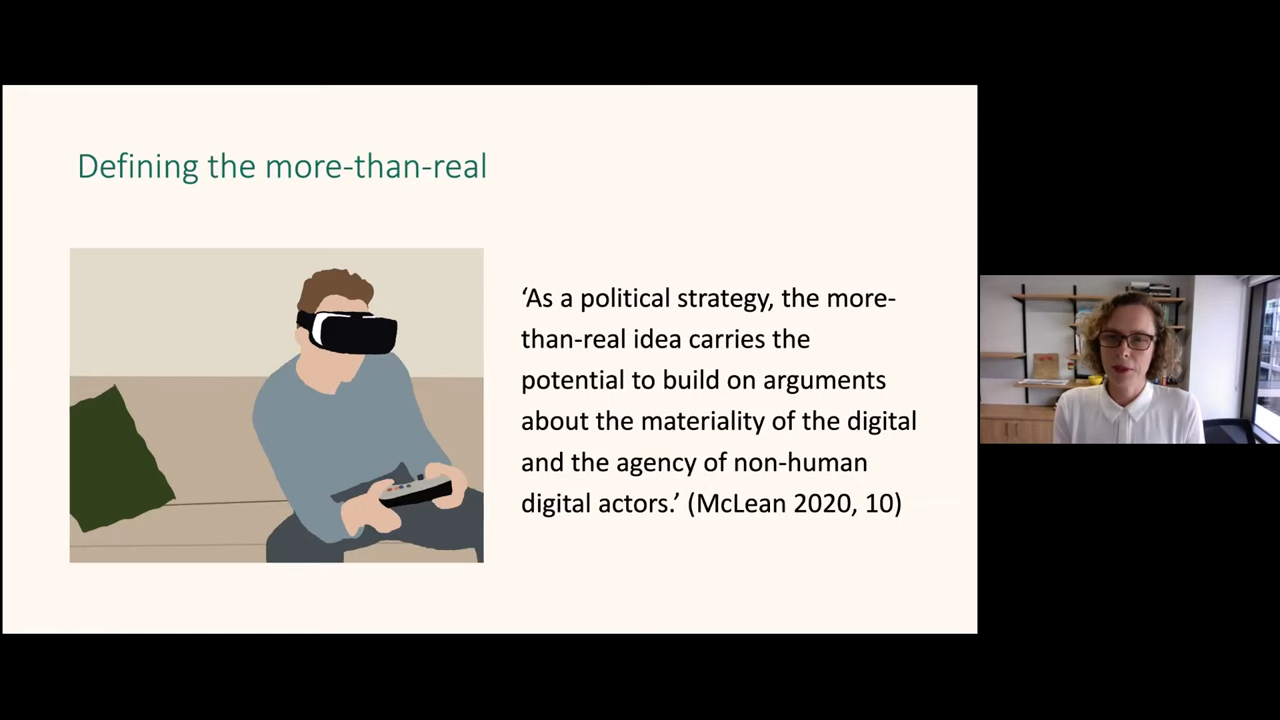 Defining the more-than-real
‘As a political strategy, the more-
than-real idea carries the
potential to build on arguments
about the materiality of the digital
and the agency of non-human
digital actors.’ (McLean 2020, 10)